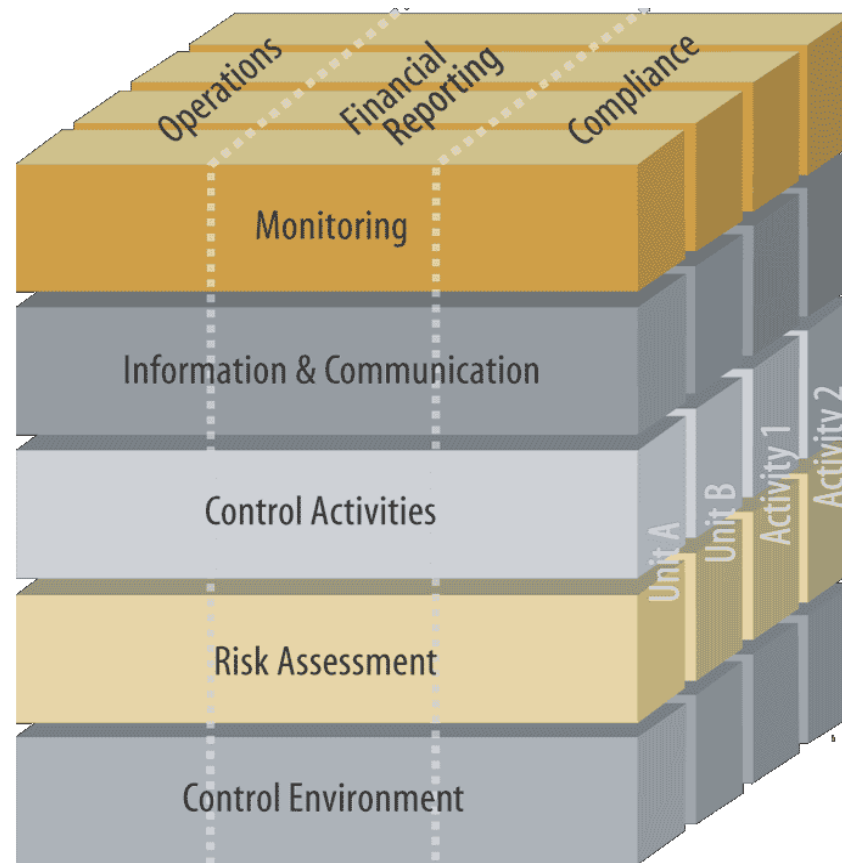 Operations
Financial
Reporting
Compliance
Monitoring
Information & Communication
Control Activities
Risk Assessment
Control Environment
Unit A
Unit B
Activity 1
Activity 2